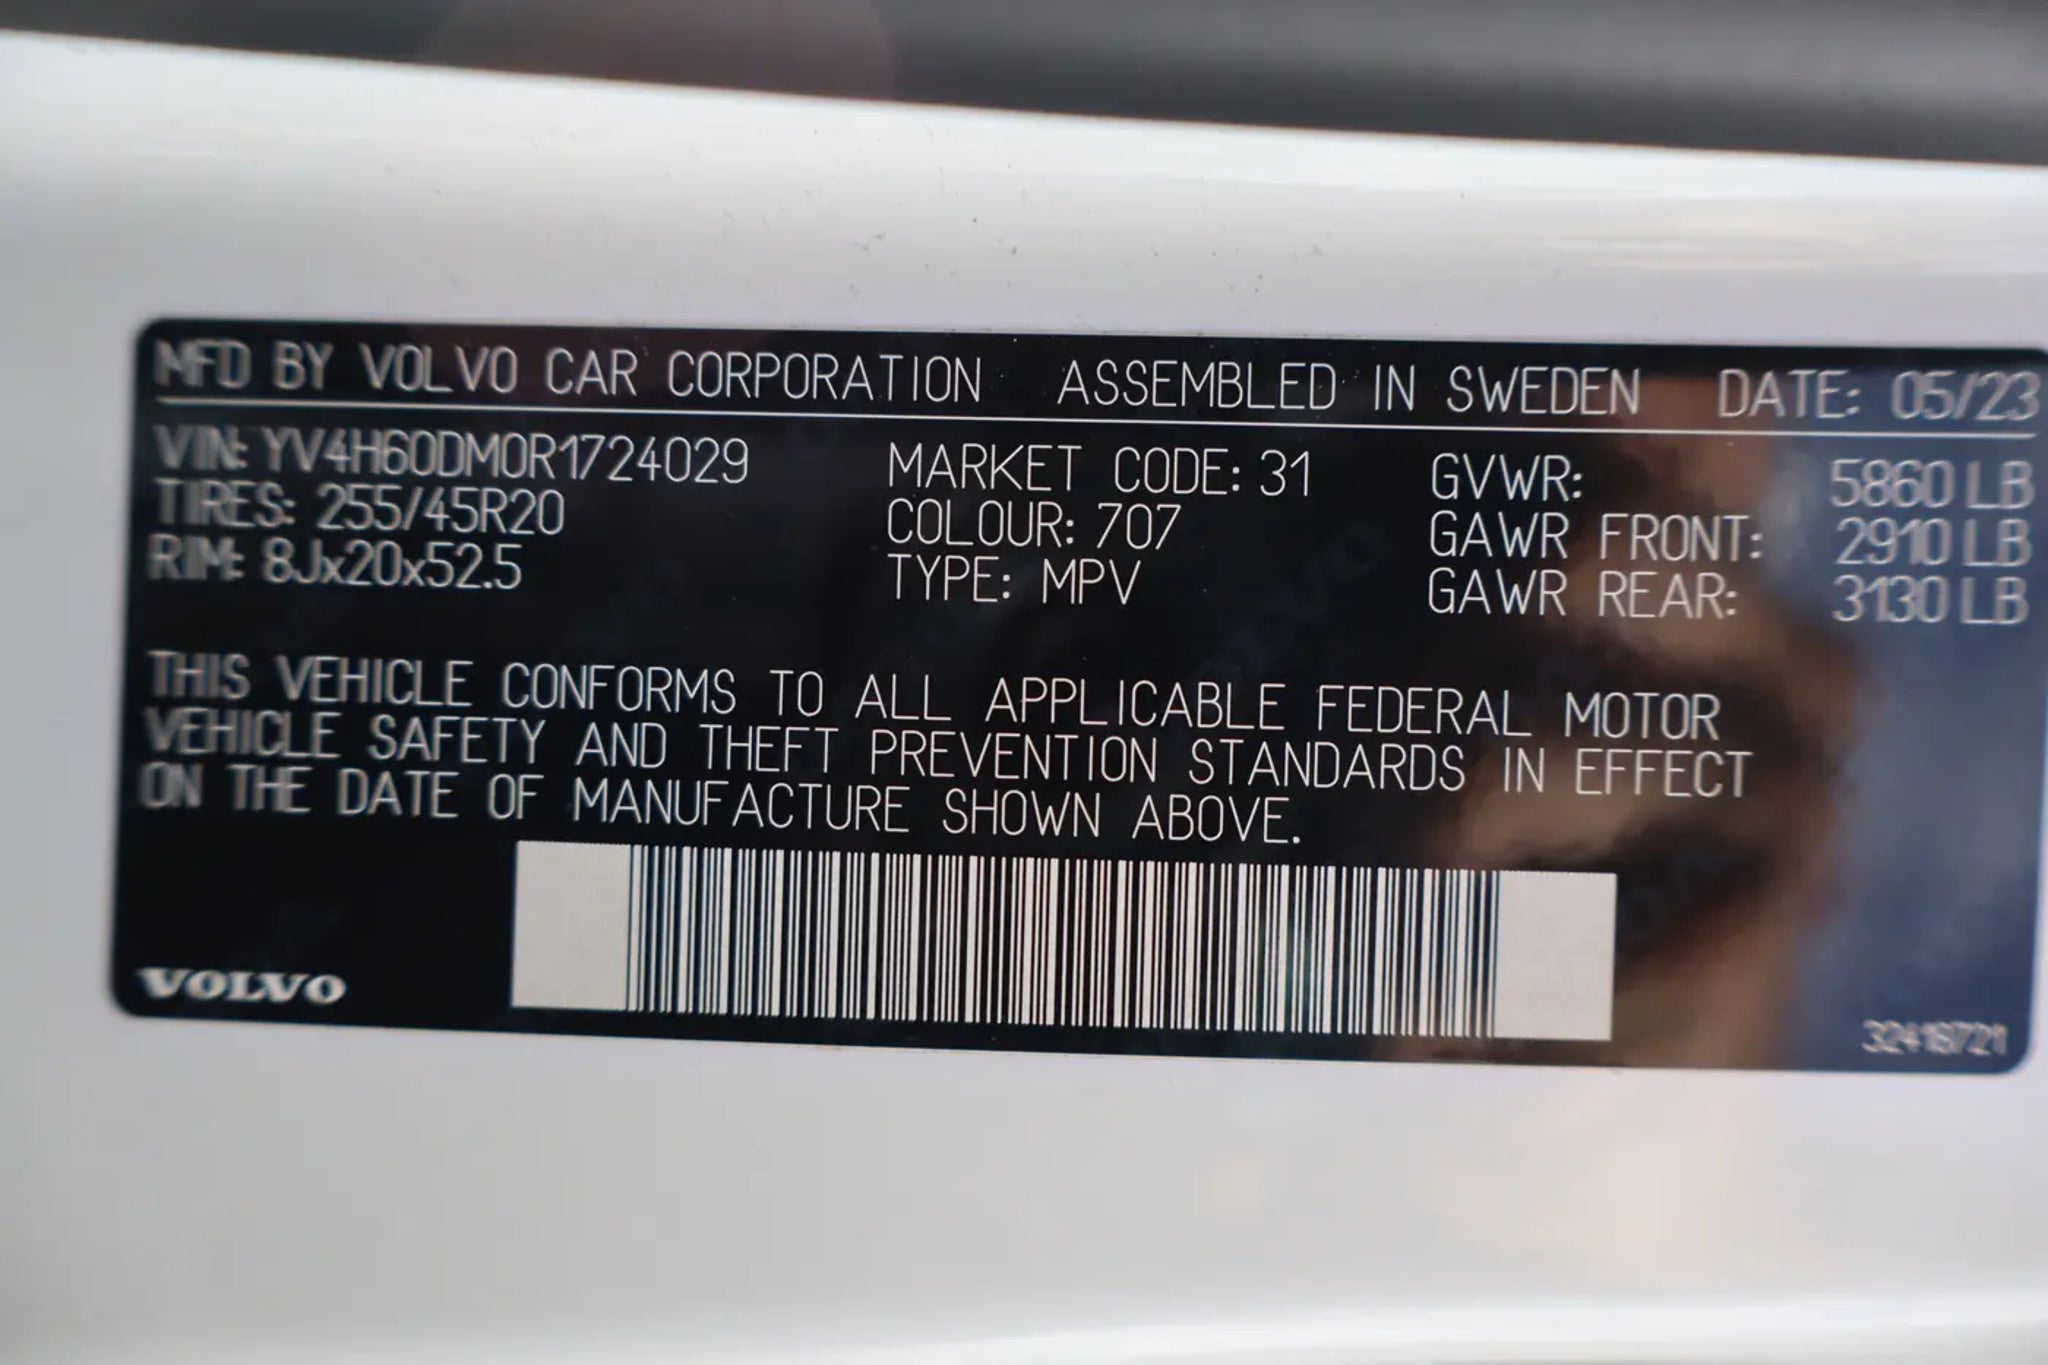 MFD BY VOLVO CAR CORPORATION ASSEMBLED IN SWEDEN DATE: 05/23
VIN: YV4H60DM0R1724029 MARKET CODE: 31 GVWR: 5860 LB
TIRES: 255/45R20 COLOUR: 707 GAWR FRONT: 2910 LB
RIM: 8Jx20x52.5 TYPE: MPV GAWR REAR: 3130 LB
THIS VEHICLE CONFORMS TO ALL APPLICABLE FEDERAL MOTOR
VEHICLE SAFETY AND THEFT PREVENTION STANDARDS IN EFFECT
ON THE DATE OF MANUFACTURE SHOWN ABOVE.
VOLVO
32416721